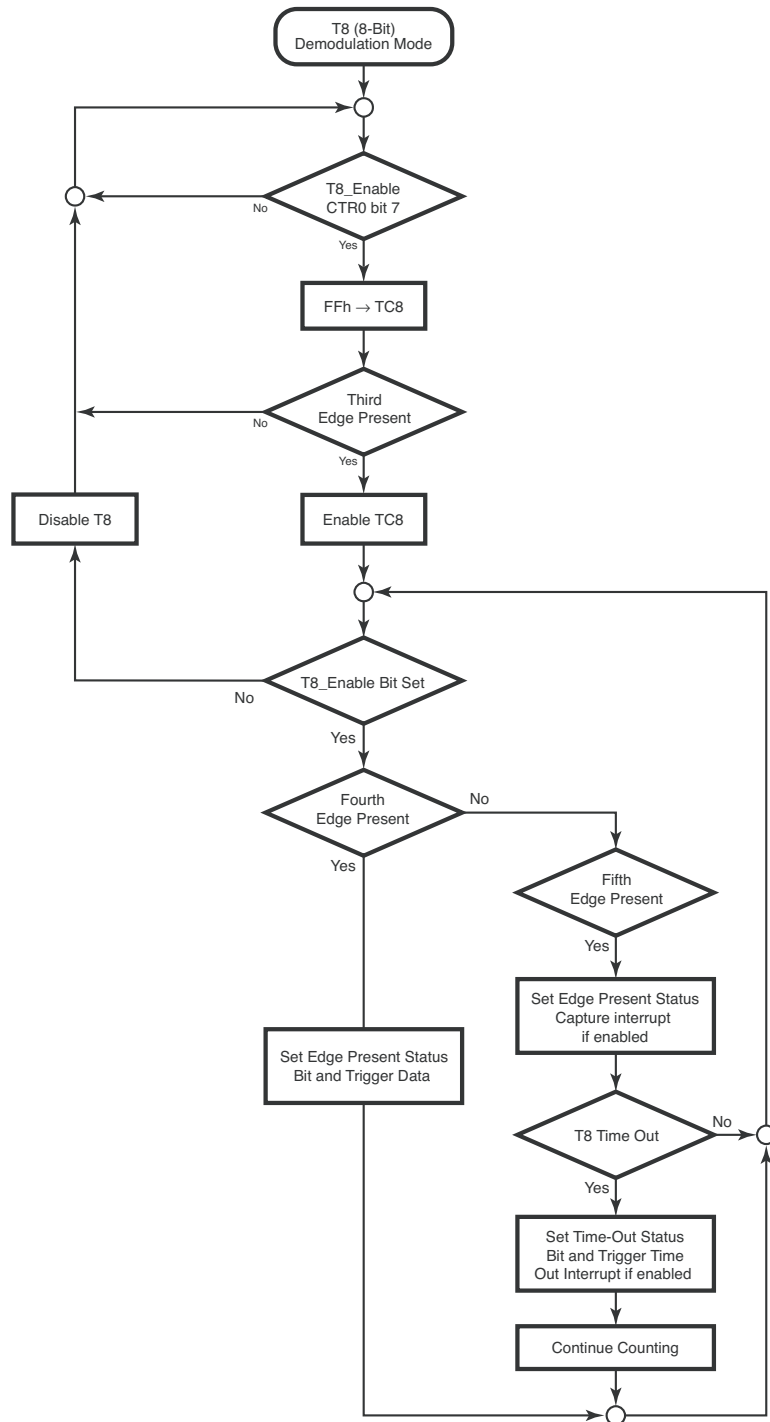 T8 (8-Bit)
Demodulation Mode
T8_Enable
CTR0 bit 7
No
Yes
FFh → TC8
Third
Edge Present
No
Yes
Disable T8
Enable TC8
T8_Enable Bit Set
No
Yes
Fourth
Edge Present
No
Yes
Fifth
Edge Present
Yes
Set Edge Present Status
Capture interrupt
if enabled
Set Edge Present Status
Bit and Trigger Data
T8 Time Out
No
Yes
Set Time-Out Status
Bit and Trigger Time
Out Interrupt if enabled
Continue Counting